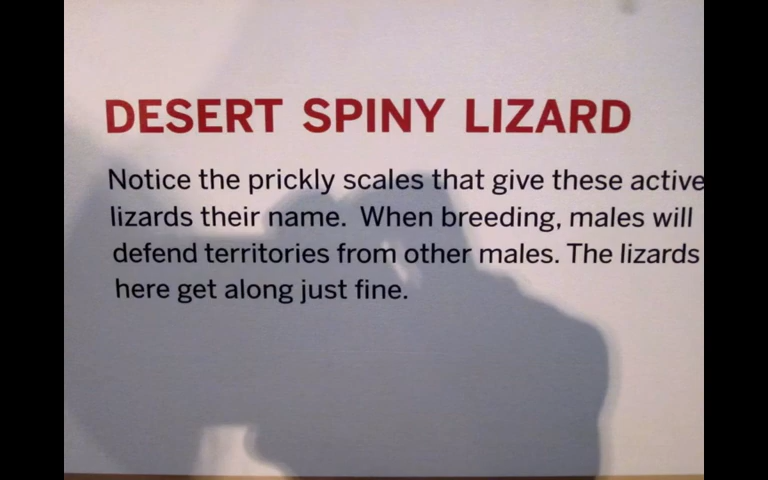 DESERT SPINY LIZARD
Notice the prickly scales that give these active
lizards their name. When breeding, males will
defend territories from other males. The lizards
here get along just fine.